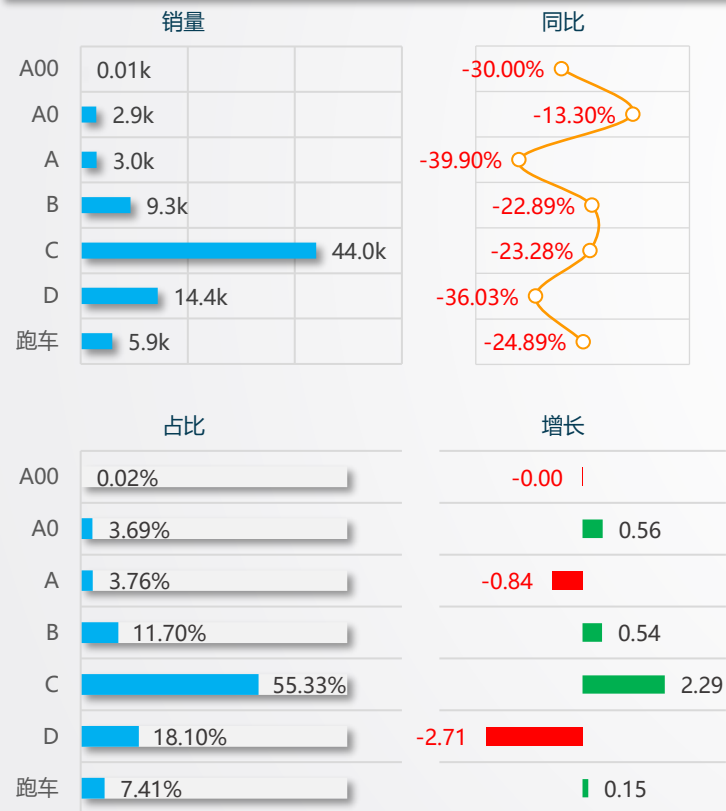 销量 同比
A00 0.01k -30.00%
A0 2.9k -13.30%
A 3.0k -39.90%
B 9.3k -22.89%
C 44.0k -23.28%
D 14.4k -36.03%
跑车 5.9k -24.89%
占比 增长
A00 0.02% -0.00
A0 3.69% 0.56
A 3.76% -0.84
B 11.70% 0.54
C 55.33% 2.29
D 18.10% -2.71
跑车 7.41% 0.15